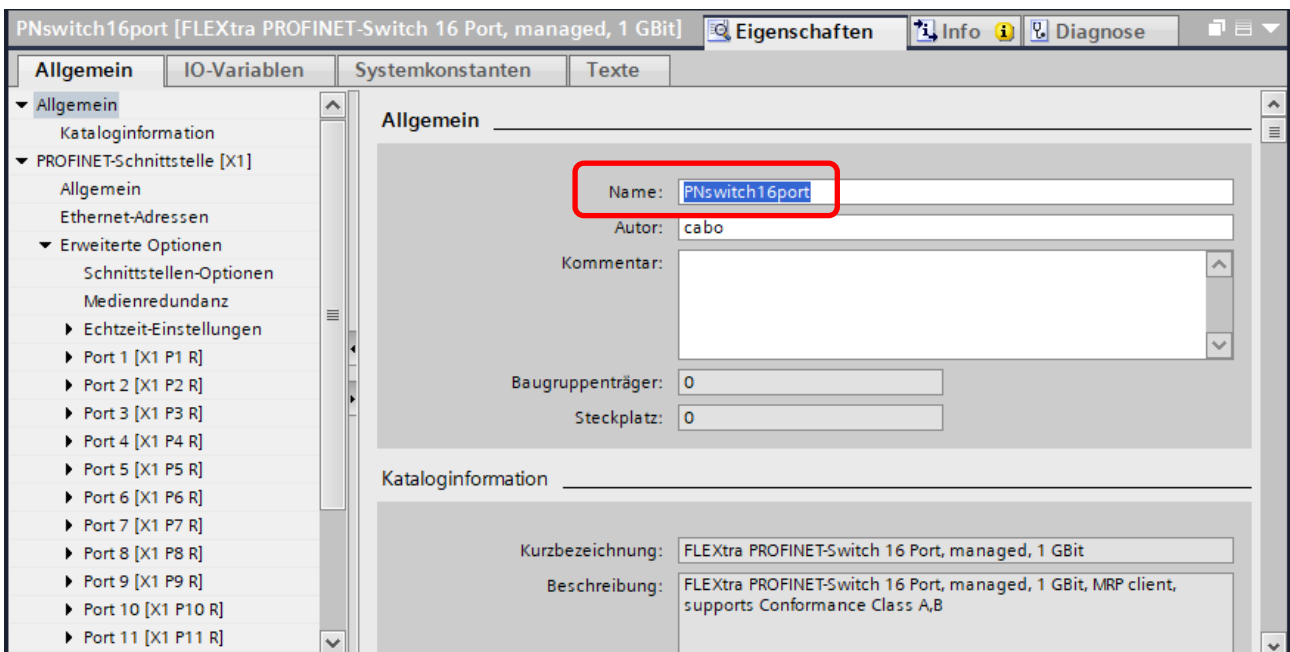 PNswitch16port [FLEXtra PROFINET-Switch 16 Port, managed, 1 GBit]
Eigenschaften
Info
Diagnose
Allgemein
IO-Variablen
Systemkonstanten
Texte
Allgemein
Kataloginformation
PROFINET-Schnittstelle [X1]
Allgemein
Ethernet-Adressen
Erweiterte Optionen
Schnittstellen-Optionen
Medienredundanz
Echtzeit-Einstellungen
Port 1 [X1 P1 R]
Port 2 [X1 P2 R]
Port 3 [X1 P3 R]
Port 4 [X1 P4 R]
Port 5 [X1 P5 R]
Port 6 [X1 P6 R]
Port 7 [X1 P7 R]
Port 8 [X1 P8 R]
Port 9 [X1 P9 R]
Port 10 [X1 P10 R]
Port 11 [X1 P11 R]
Allgemein
Name: PNswitch16port
Autor: cabo
Kommentar:
Baugruppenträger: 0
Steckplatz: 0
Kataloginformation
Kurzbezeichnung: FLEXtra PROFINET-Switch 16 Port, managed, 1 GBit
Beschreibung: FLEXtra PROFINET-Switch 16 Port, managed, 1 GBit, MRP client,
supports Conformance Class A,B